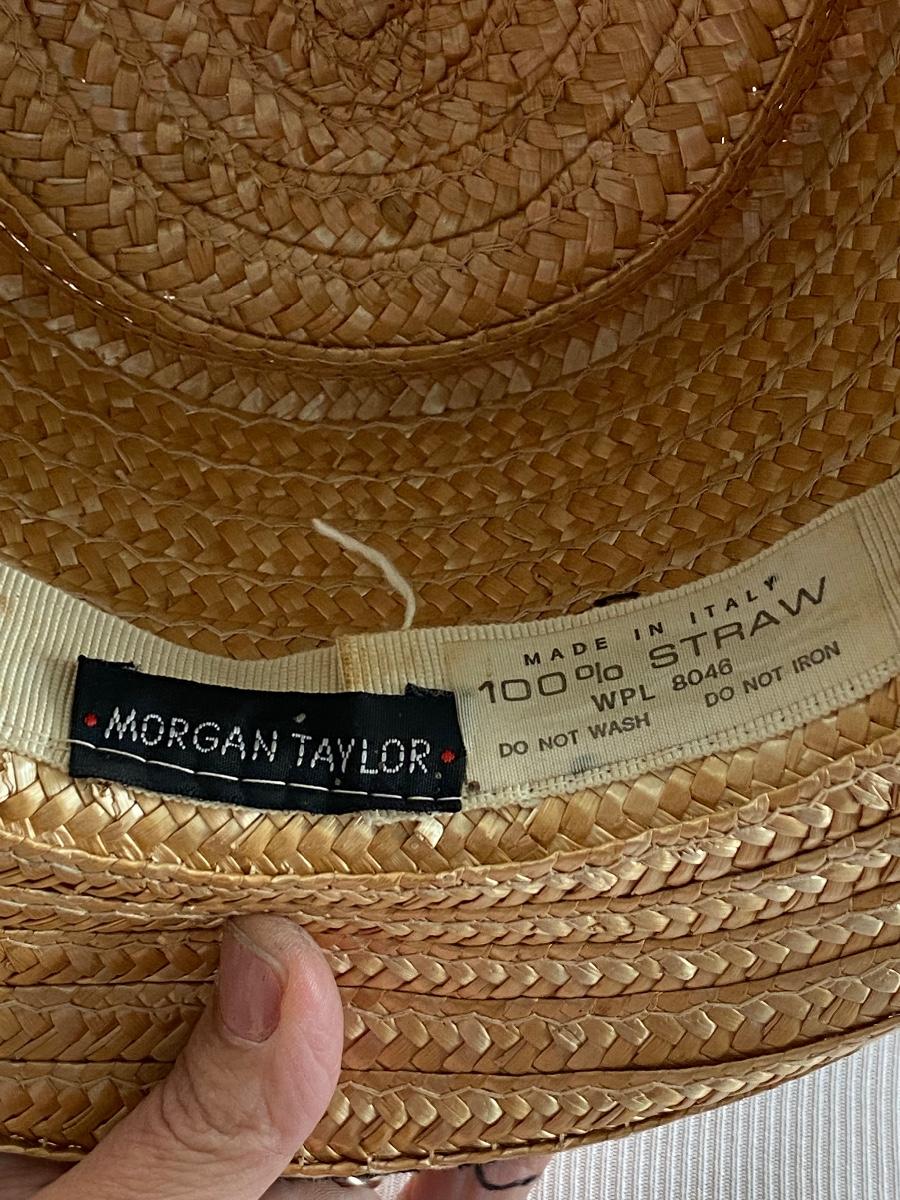 • MORGAN TAYLOR •
MADE IN ITALY
100% STRAW
WPL 8046
DO NOT WASH DO NOT IRON